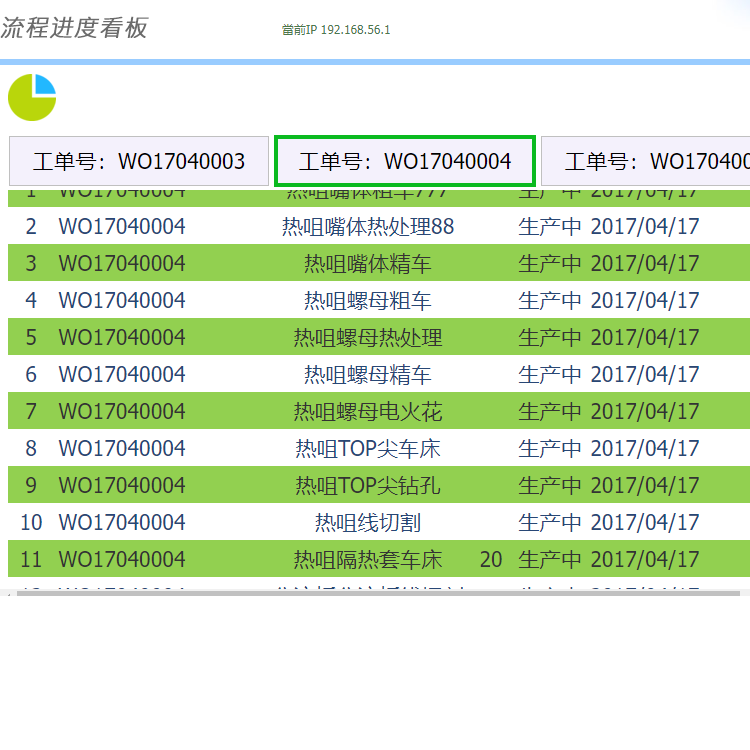 流程进度看板
當前IP 192.168.56.1
工单号：WO17040003 工单号：WO17040004 工单号：WO170400
1 WO17040004 热咀嘴体粗车777 生产中 2017/04/17
2 WO17040004 热咀嘴体热处理88 生产中 2017/04/17
3 WO17040004 热咀嘴体精车 生产中 2017/04/17
4 WO17040004 热咀螺母粗车 生产中 2017/04/17
5 WO17040004 热咀螺母热处理 生产中 2017/04/17
6 WO17040004 热咀螺母精车 生产中 2017/04/17
7 WO17040004 热咀螺母电火花 生产中 2017/04/17
8 WO17040004 热咀TOP尖车床 生产中 2017/04/17
9 WO17040004 热咀TOP尖钻孔 生产中 2017/04/17
10 WO17040004 热咀线切割 生产中 2017/04/17
11 WO17040004 热咀隔热套车床 20 生产中 2017/04/17